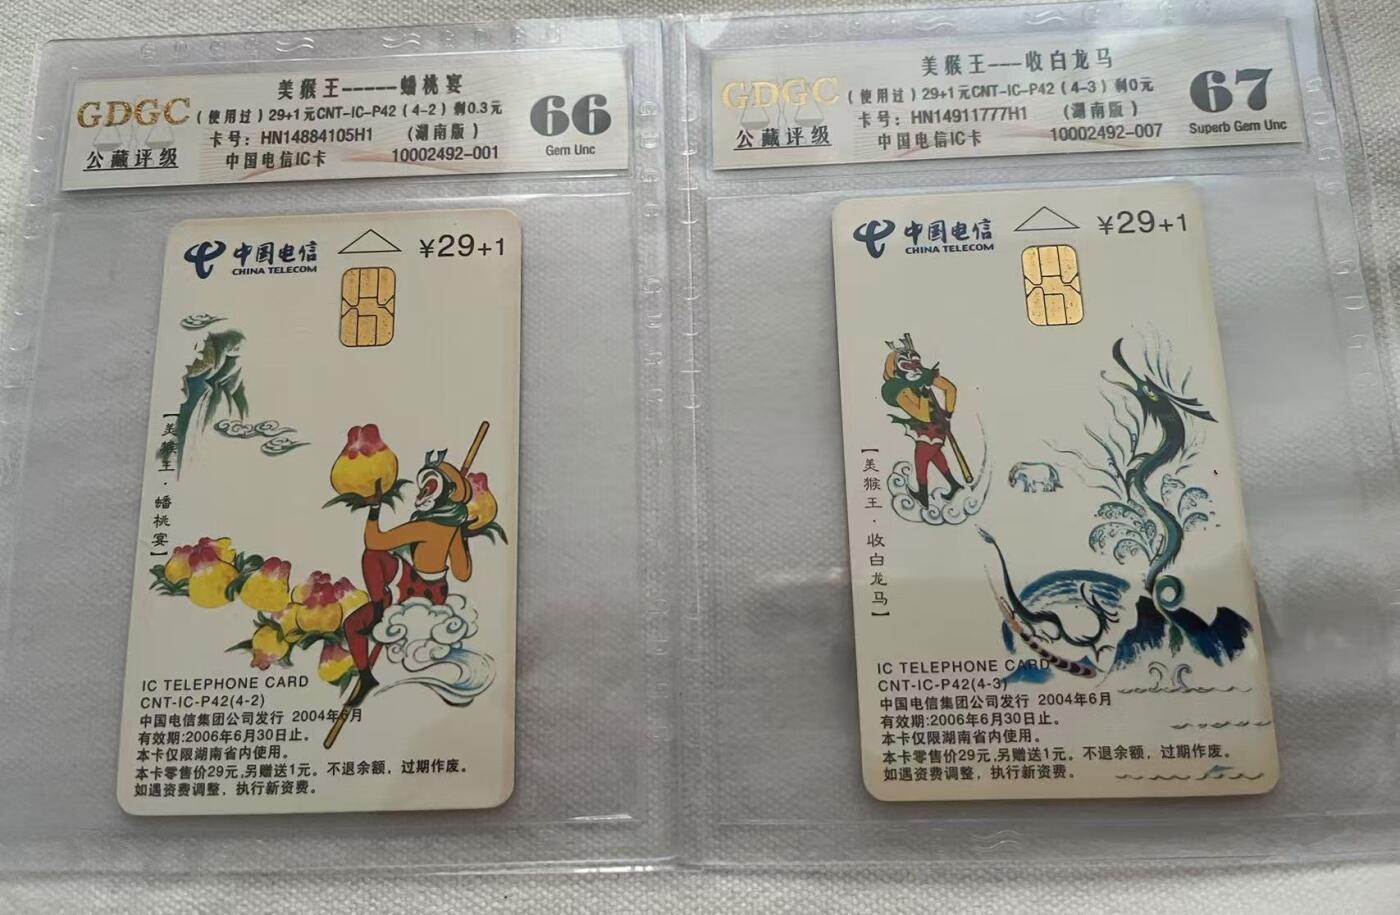 美猴王-----蟠桃宴
GDGC
(使用过)29+1元CNT-IC-P42(4-2)剩0.3元
66
卡号：HN14884105H1 (湖南版)
公藏评级
中国电信IC卡 10002492-001
Gem Unc
中国电信
CHINA TELECOM
¥29+1
【美猴王·蟠桃宴】
IC TELEPHONE CARD
CNT-IC-P42(4-2)
中国电信集团公司发行 2004年6月
有效期:2006年6月30日止。
本卡仅限湖南省内使用。
本卡零售价29元,另赠送1元。不退余额，过期作废。
如遇资费调整，执行新资费。
美猴王---收白龙马
GDGC
(使用过)29+1元CNT-IC-P42(4-3)剩0元
67
卡号：HN14911777H1 (湖南版)
公藏评级
中国电信IC卡 10002492-007
Superb Gem Unc
中国电信
CHINA TELECOM
¥29+1
【美猴王·收白龙马】
IC TELEPHONE CARD
CNT-IC-P42(4-3)
中国电信集团公司发行 2004年6月
有效期:2006年6月30日止。
本卡仅限湖南省内使用。
本卡零售价29元,另赠送1元。不退余额，过期作废。
如遇资费调整，执行新资费。